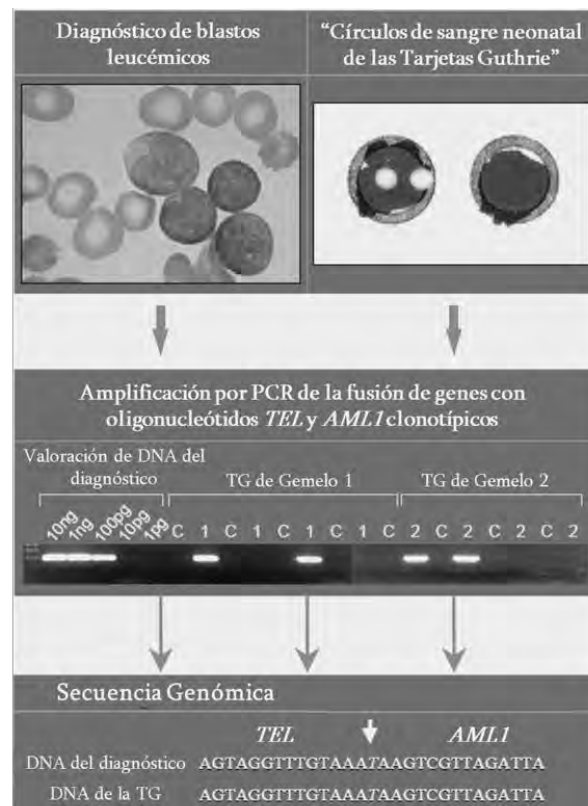 Diagnóstico de blastos
leucémicos
“Círculos de sangre neonatal
de las Tarjetas Guthrie”
Amplificación por PCR de la fusión de genes con
oligonucleótidos TEL y AML1 clonotípicos
Valoración de DNA del
diagnóstico
TG de Gemelo 1
TG de Gemelo 2
10ng 1ng 100pg 10pg 1pg C 1 C 1 C 1 C 1 C 2 C 2 C 2 C 2
Secuencia Genómica
TEL AML1
DNA del diagnóstico AGTAGGTTTGTAAATAAGTCGTTAGATTA
DNA de la TG AGTAGGTTTGTAAATAAGTCGTTAGATTA